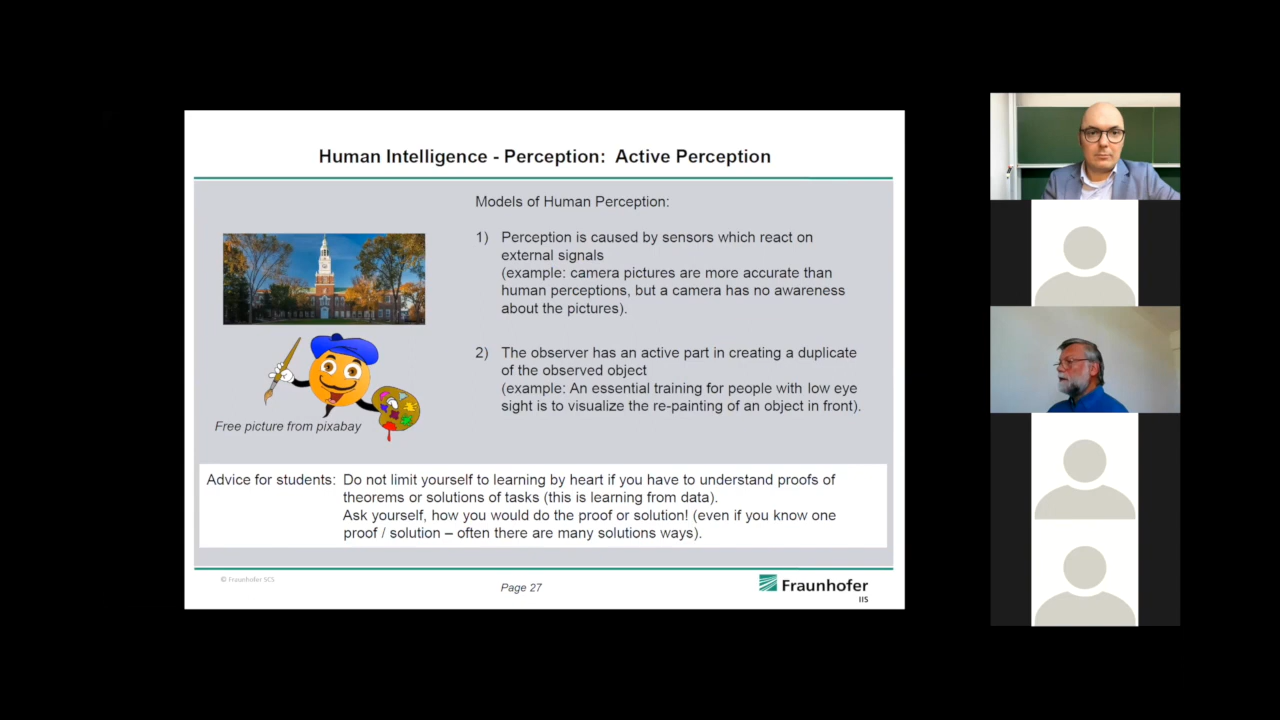 Human Intelligence - Perception: Active Perception
Models of Human Perception:
1) Perception is caused by sensors which react on
external signals
(example: camera pictures are more accurate than
human perceptions, but a camera has no awareness
about the pictures).
2) The observer has an active part in creating a duplicate
of the observed object
(example: An essential training for people with low eye
sight is to visualize the re-painting of an object in front).
Free picture from pixabay
Advice for students: Do not limit yourself to learning by heart if you have to understand proofs of
theorems or solutions of tasks (this is learning from data).
Ask yourself, how you would do the proof or solution! (even if you know one
proof / solution – often there are many solutions ways).
© Fraunhofer SCS
Page 27
Fraunhofer
IIS